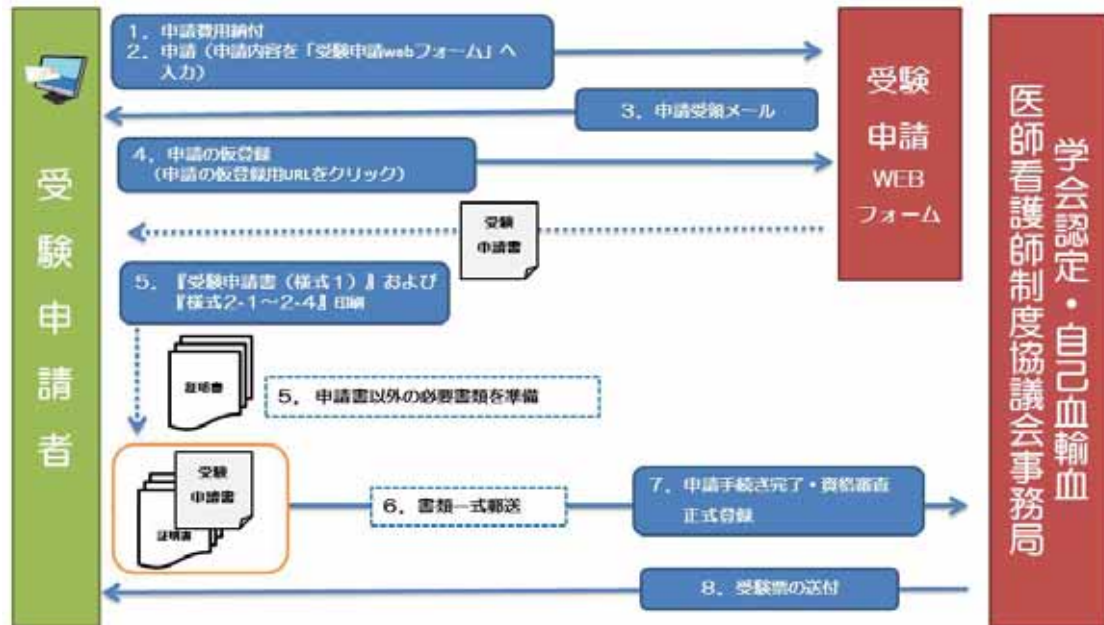 受験申請者
1. 申請費用納付
2. 申請（申請内容を「受験申請webフォーム」へ
入力）
3. 申請受領メール
4. 申請の仮登録
（申請の仮登録用URLをクリック）
受験
申請書
5. 『受験申請書（様式1）』および
『様式2-1～2-4』印刷
証明書
5. 申請書以外の必要書類を準備
受験
申請書
証明書
6. 書類一式郵送
7. 申請手続き完了・資格審査
正式登録
8. 受験票の送付
受験
申請
WEB
フォーム
学会認定・自己血輸血
医師看護師制度協議会事務局